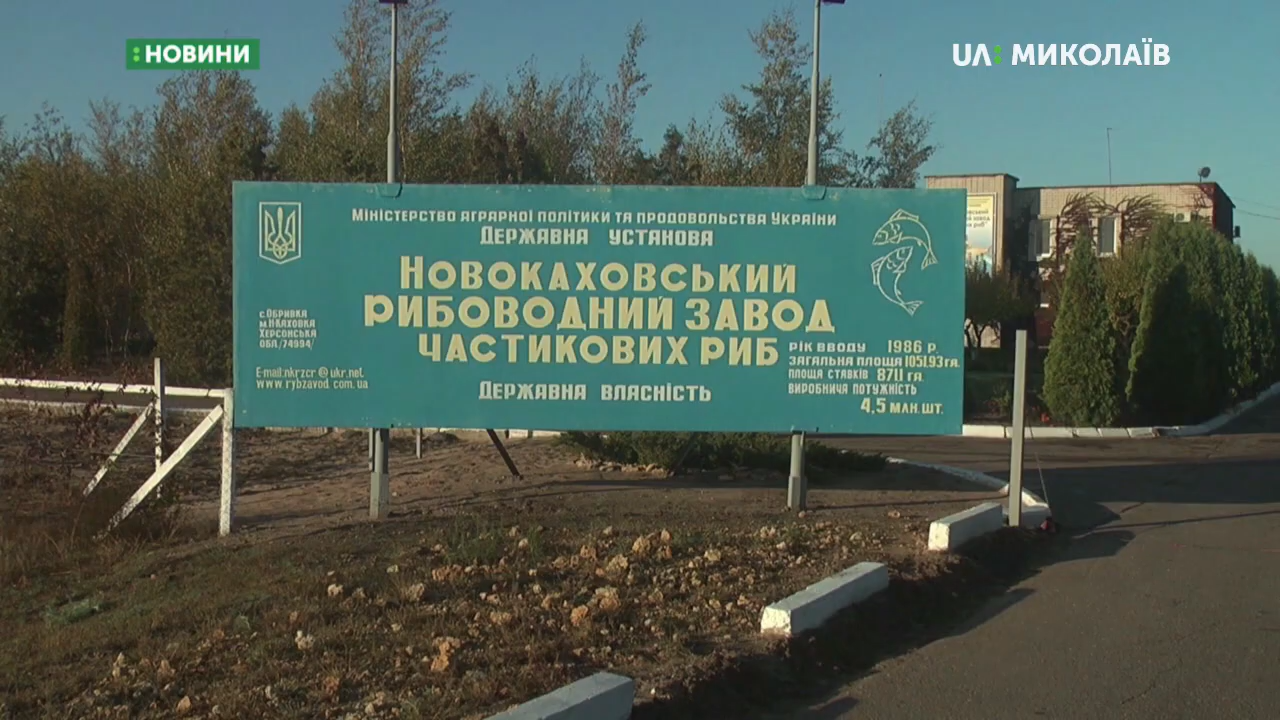 :НОВИНИ
UA: МИКОЛАЇВ
Міністерство аграрної політики та продовольства України
Державна установа
Новокаховський
рибоводний завод
частикових риб
Державна власність
с. Обривка
м. Н.Каховка
Херсонська
обл /74994/
E-mail:nkrzcr @ ukr.net
www.rybzavod.com.ua
рік вводу 1986 р.
загальна площа 1051,93 га.
площа ставків 87,11 га.
виробнича потужність
4,5 млн. шт.